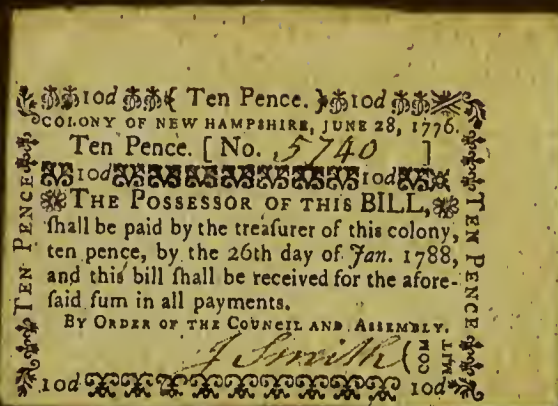 10d { Ten Pence. } 10d
COLONY OF NEW HAMPSHIRE, JUNE 28, 1776.
Ten Pence. [ No. 5740 ]
10d 10d
THE POSSESSOR OF THIS BILL,
ſhall be paid by the treaſurer of this colony,
ten pence, by the 26th day of Jan. 1788,
and this bill ſhall be received for the afore-
ſaid ſum in all payments.
BY ORDER OF THE COUNCIL AND ASSEMBLY.
J Smith ( COM
MIT
10d 10d
TEN PENCE
TEN PENCE